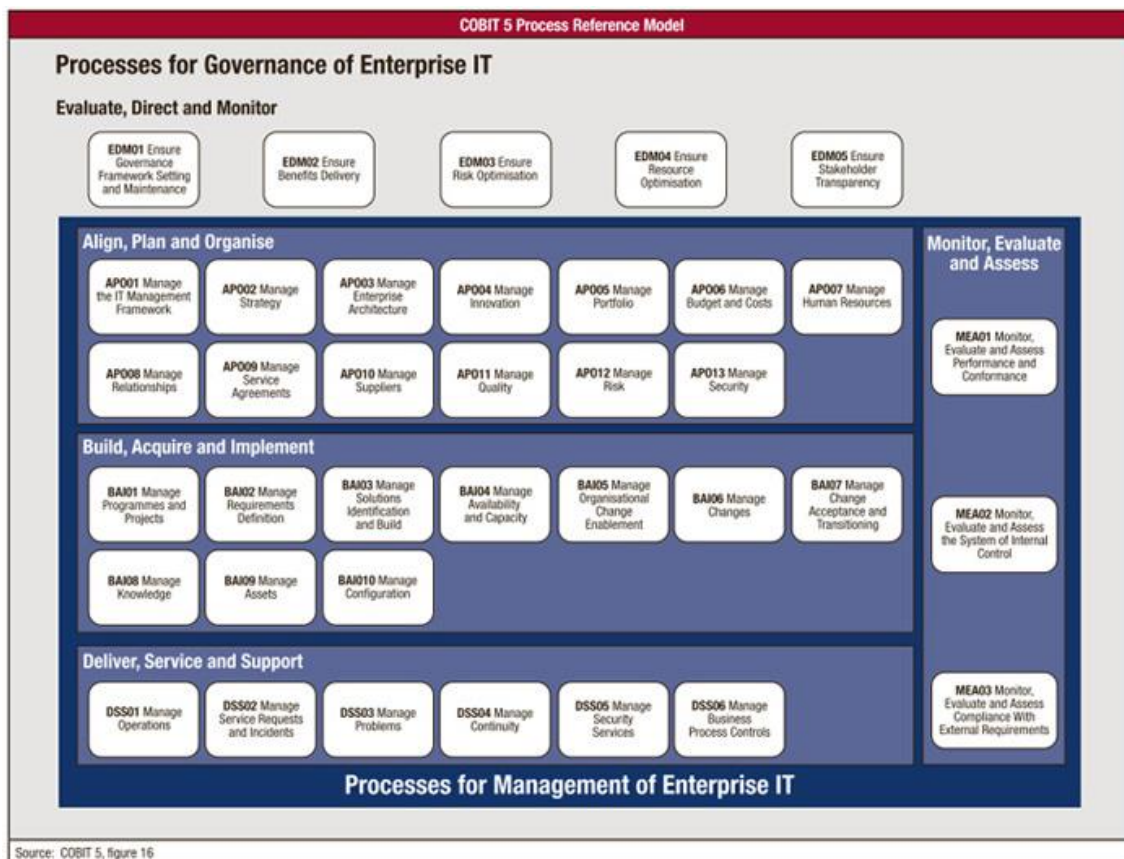 COBIT 5 Process Reference Model
Processes for Governance of Enterprise IT
Evaluate, Direct and Monitor
EDM01 Ensure
Governance
Framework Setting
and Maintenance
EDM02 Ensure
Benefits Delivery
EDM03 Ensure
Risk Optimisation
EDM04 Ensure
Resource
Optimisation
EDM05 Ensure
Stakeholder
Transparency
Align, Plan and Organise
APO01 Manage
the IT Management
Framework
APO02 Manage
Strategy
APO03 Manage
Enterprise
Architecture
APO04 Manage
Innovation
APO05 Manage
Portfolio
APO06 Manage
Budget and Costs
APO07 Manage
Human Resources
APO08 Manage
Relationships
APO09 Manage
Service
Agreements
APO10 Manage
Suppliers
APO11 Manage
Quality
APO12 Manage
Risk
APO13 Manage
Security
Build, Acquire and Implement
BAI01 Manage
Programmes and
Projects
BAI02 Manage
Requirements
Definition
BAI03 Manage
Solutions
Identification
and Build
BAI04 Manage
Availability
and Capacity
BAI05 Manage
Organisational
Change
Enablement
BAI06 Manage
Changes
BAI07 Manage
Change
Acceptance and
Transitioning
BAI08 Manage
Knowledge
BAI09 Manage
Assets
BAI010 Manage
Configuration
Deliver, Service and Support
DSS01 Manage
Operations
DSS02 Manage
Service Requests
and Incidents
DSS03 Manage
Problems
DSS04 Manage
Continuity
DSS05 Manage
Security
Services
DSS06 Manage
Business
Process Controls
Monitor, Evaluate
and Assess
MEA01 Monitor,
Evaluate and Assess
Performance and
Conformance
MEA02 Monitor,
Evaluate and Assess
the System of Internal
Control
MEA03 Monitor,
Evaluate and Assess
Compliance With
External Requirements
Processes for Management of Enterprise IT
Source: COBIT 5, figure 16